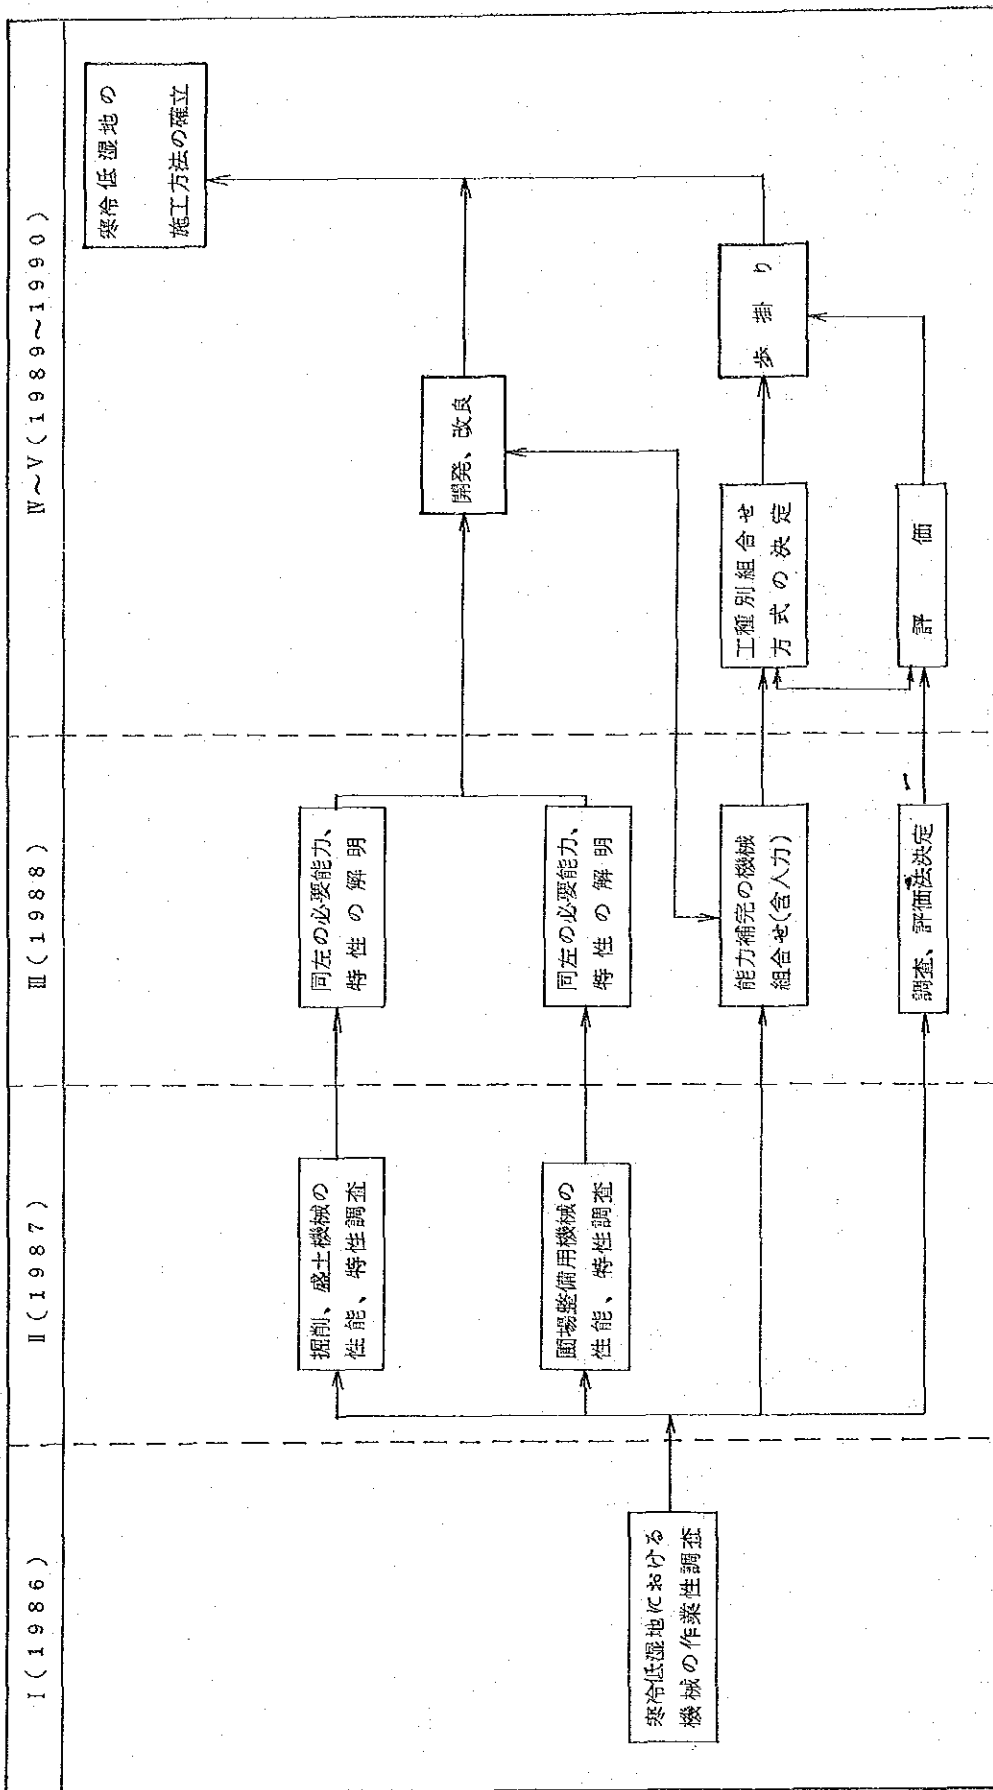 I(1986)
II(1987)
III(1988)
IV～V(1989～1990)
寒冷低湿地における
機械の作業性調査
掘削、盛土機械の
性能、特性調査
圃場整備用機械の
性能、特性調査
同左の必要能力、
特性の解明
同左の必要能力、
特性の解明
能力補完の機械
組合せ(含人力)
調査、評価法決定
開発、改良
工種別組合せ
方式の決定
評価
歩掛り
寒冷低湿地の
施工方法の確立